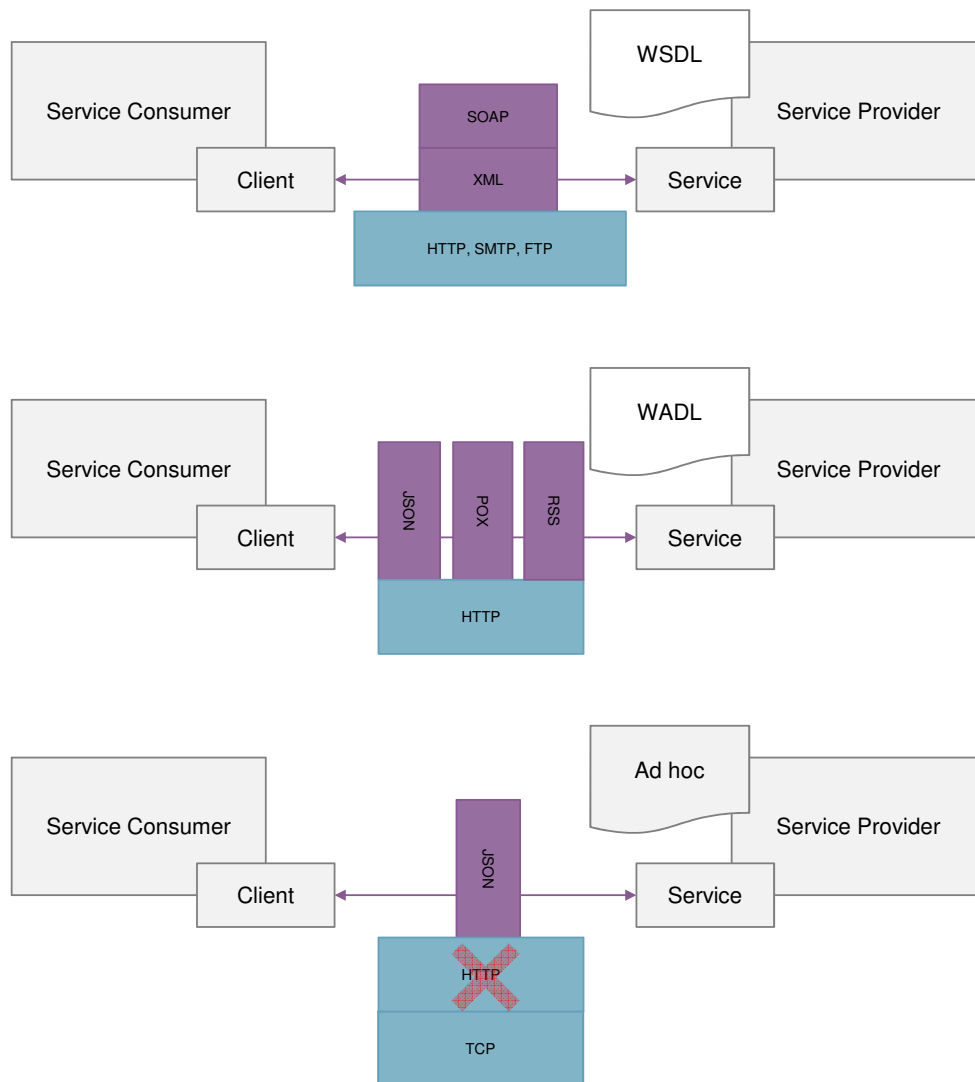 WSDL
Service Consumer
Service Provider
SOAP
Client
XML
Service
HTTP, SMTP, FTP
WADL
Service Consumer
Service Provider
JSON
POX
RSS
Client
Service
HTTP
Ad hoc
Service Consumer
Service Provider
JSON
Client
Service
HTTP
TCP